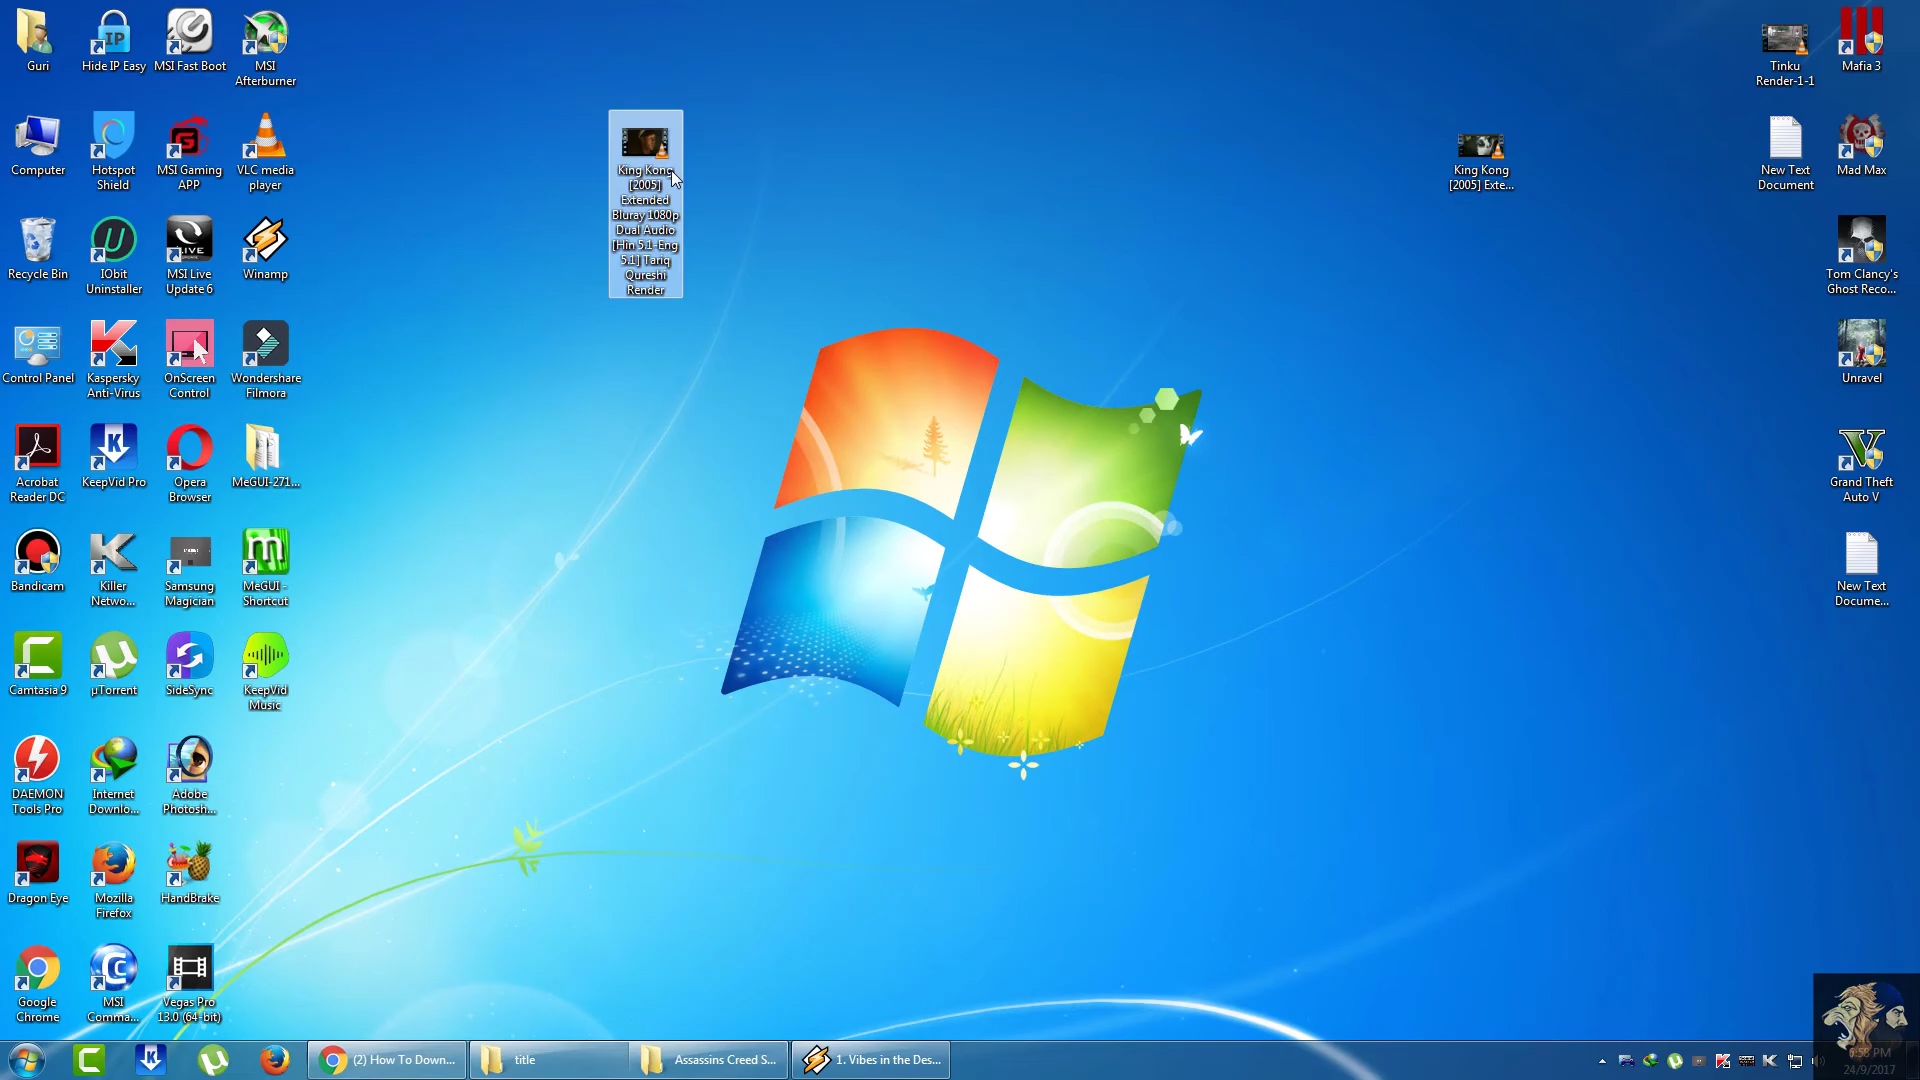 Guri
Hide IP Easy
MSI Fast Boot
MSI
Afterburner
Computer
Hotspot
Shield
MSI Gaming
APP
VLC media
player
Recycle Bin
IObit
Uninstaller
MSI Live
Update 6
Winamp
Control Panel
Kaspersky
Anti-Virus
OnScreen
Control
Wondershare
Filmora
Acrobat
Reader DC
KeepVid Pro
Opera
Browser
MeGUI-271...
Bandicam
Killer
Netwo...
Samsung
Magician
MeGUI -
Shortcut
Camtasia 9
µTorrent
SideSync
KeepVid
Music
DAEMON
Tools Pro
Internet
Downlo...
Adobe
Photosh...
Dragon Eye
Mozilla
Firefox
HandBrake
Google
Chrome
MSI
Comma...
Vegas Pro
13.0 (64-bit)
King Kong
[2005]
Extended
Bluray 1080p
Dual Audio
[Hin 5.1-Eng
5.1] Tariq
Qureshi
Render
King Kong
[2005] Exte...
Tinku
Render-1-1
Mafia 3
New Text
Document
Mad Max
Tom Clancy's
Ghost Reco...
Unravel
Grand Theft
Auto V
New Text
Docume...
(2) How To Down...
title
Assassins Creed S...
1. Vibes in the Des...
6:58 PM
24/9/2017